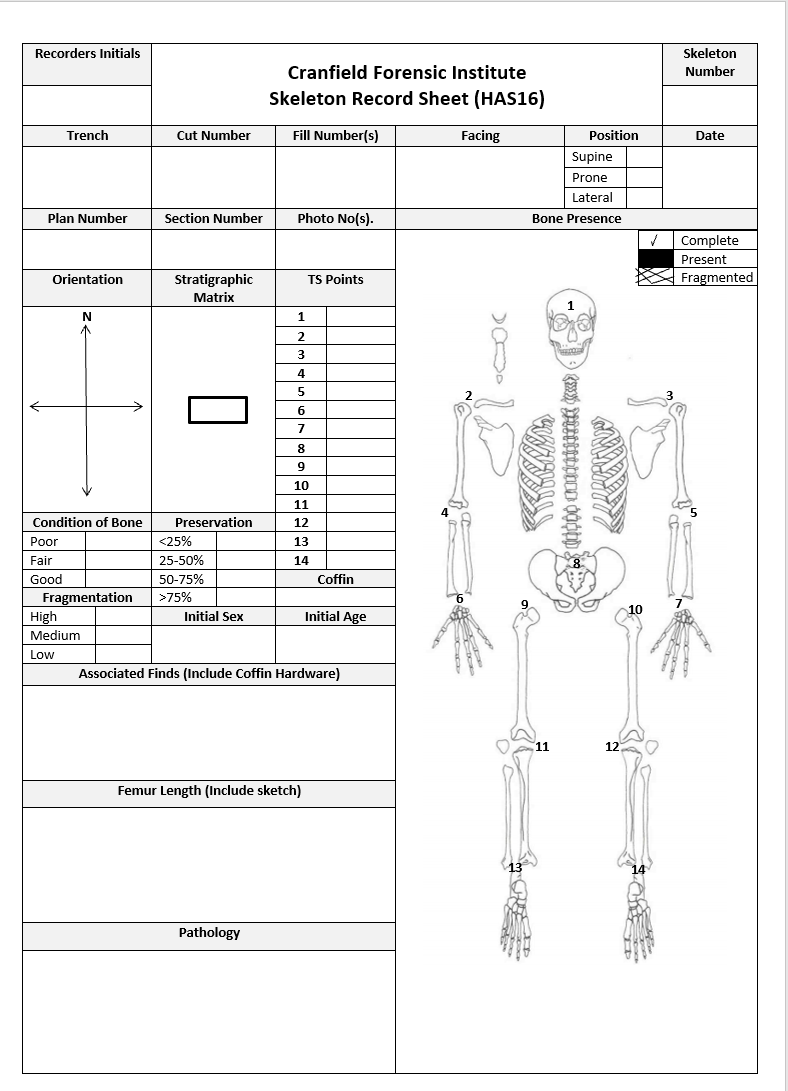 Recorders Initials
Cranfield Forensic Institute
Skeleton Record Sheet (HAS16)
Skeleton
Number
Trench
Cut Number
Fill Number(s)
Facing
Position
Date
Supine
Prone
Lateral
Plan Number
Section Number
Photo No(s).
Bone Presence
√ Complete
Present
Fragmented
Orientation
Stratigraphic
Matrix
TS Points
N
1
2
3
4
5
6
7
8
9
10
11
12
13
14
Condition of Bone
Poor
Fair
Good
Preservation
<25%
25-50%
50-75%
>75%
Coffin
Fragmentation
High
Medium
Low
Initial Sex
Initial Age
Associated Finds (Include Coffin Hardware)
Femur Length (Include sketch)
Pathology
1
2
3
4
5
8
6
7
9
10
11
12
13
14